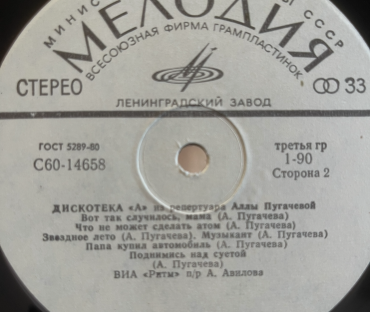 МИНИС Ы СССР
МЕЛОДИЯ
ВСЕСОЮЗНАЯ ФИРМА ГРАМПЛАСТИНОК
СТЕРЕО 33
ЛЕНИНГРАДСКИЙ ЗАВОД
ГОСТ 5289-80 третья гр
С60-14658 1-90
Сторона 2
ДИСКОТЕКА «А» из репертуара Аллы Пугачевой
Вот так случилось, мама (А. Пугачева)
Что не может сделать атом (А. Пугачева)
Звездное лето (А. Пугачева). Музыкант (А. Пугачева)
Папа купил автомобиль (А. Пугачева)
Поднимись над суетой
(А. Пугачева)
ВИА «Ритм» п/р А. Авилова